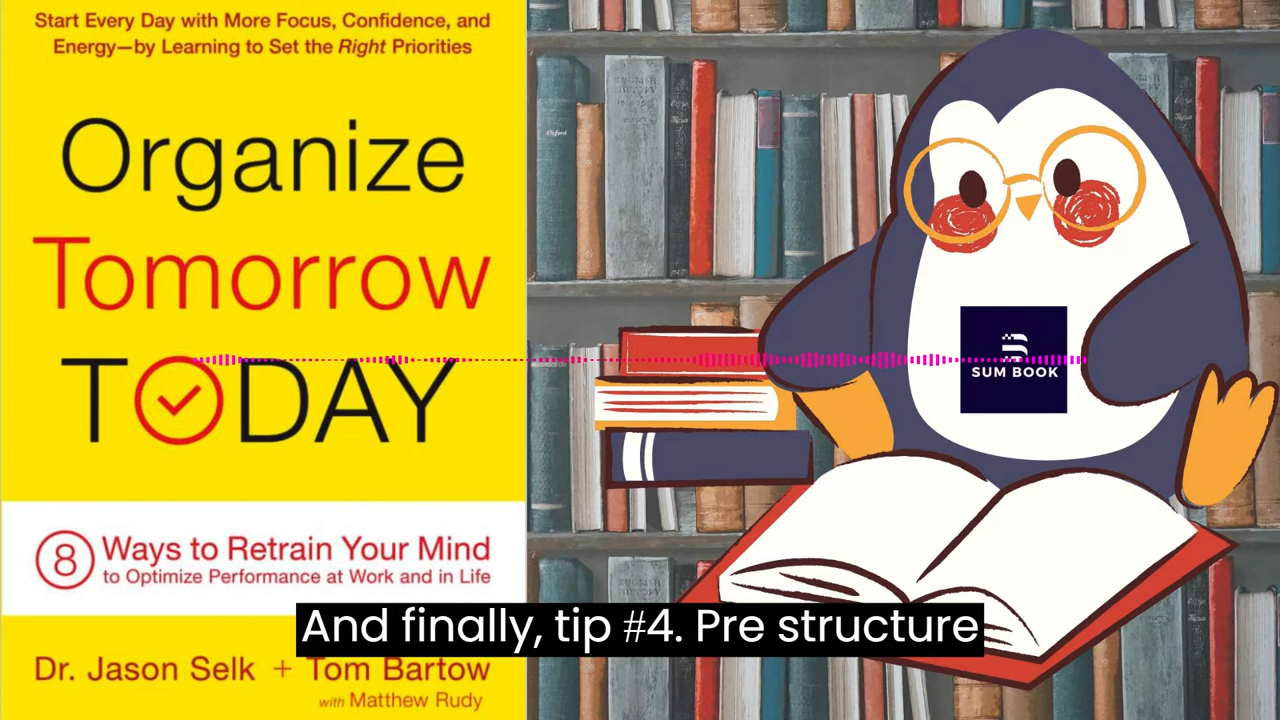 Start Every Day with More Focus, Confidence, and
Energy—by Learning to Set the Right Priorities
Organize
Tomorrow
TODAY
8 Ways to Retrain Your Mind
to Optimize Performance at Work and in Life
Dr. Jason Selk + Tom Bartow
with Matthew Rudy
Oxford
SUM BOOK
And finally, tip #4. Pre structure